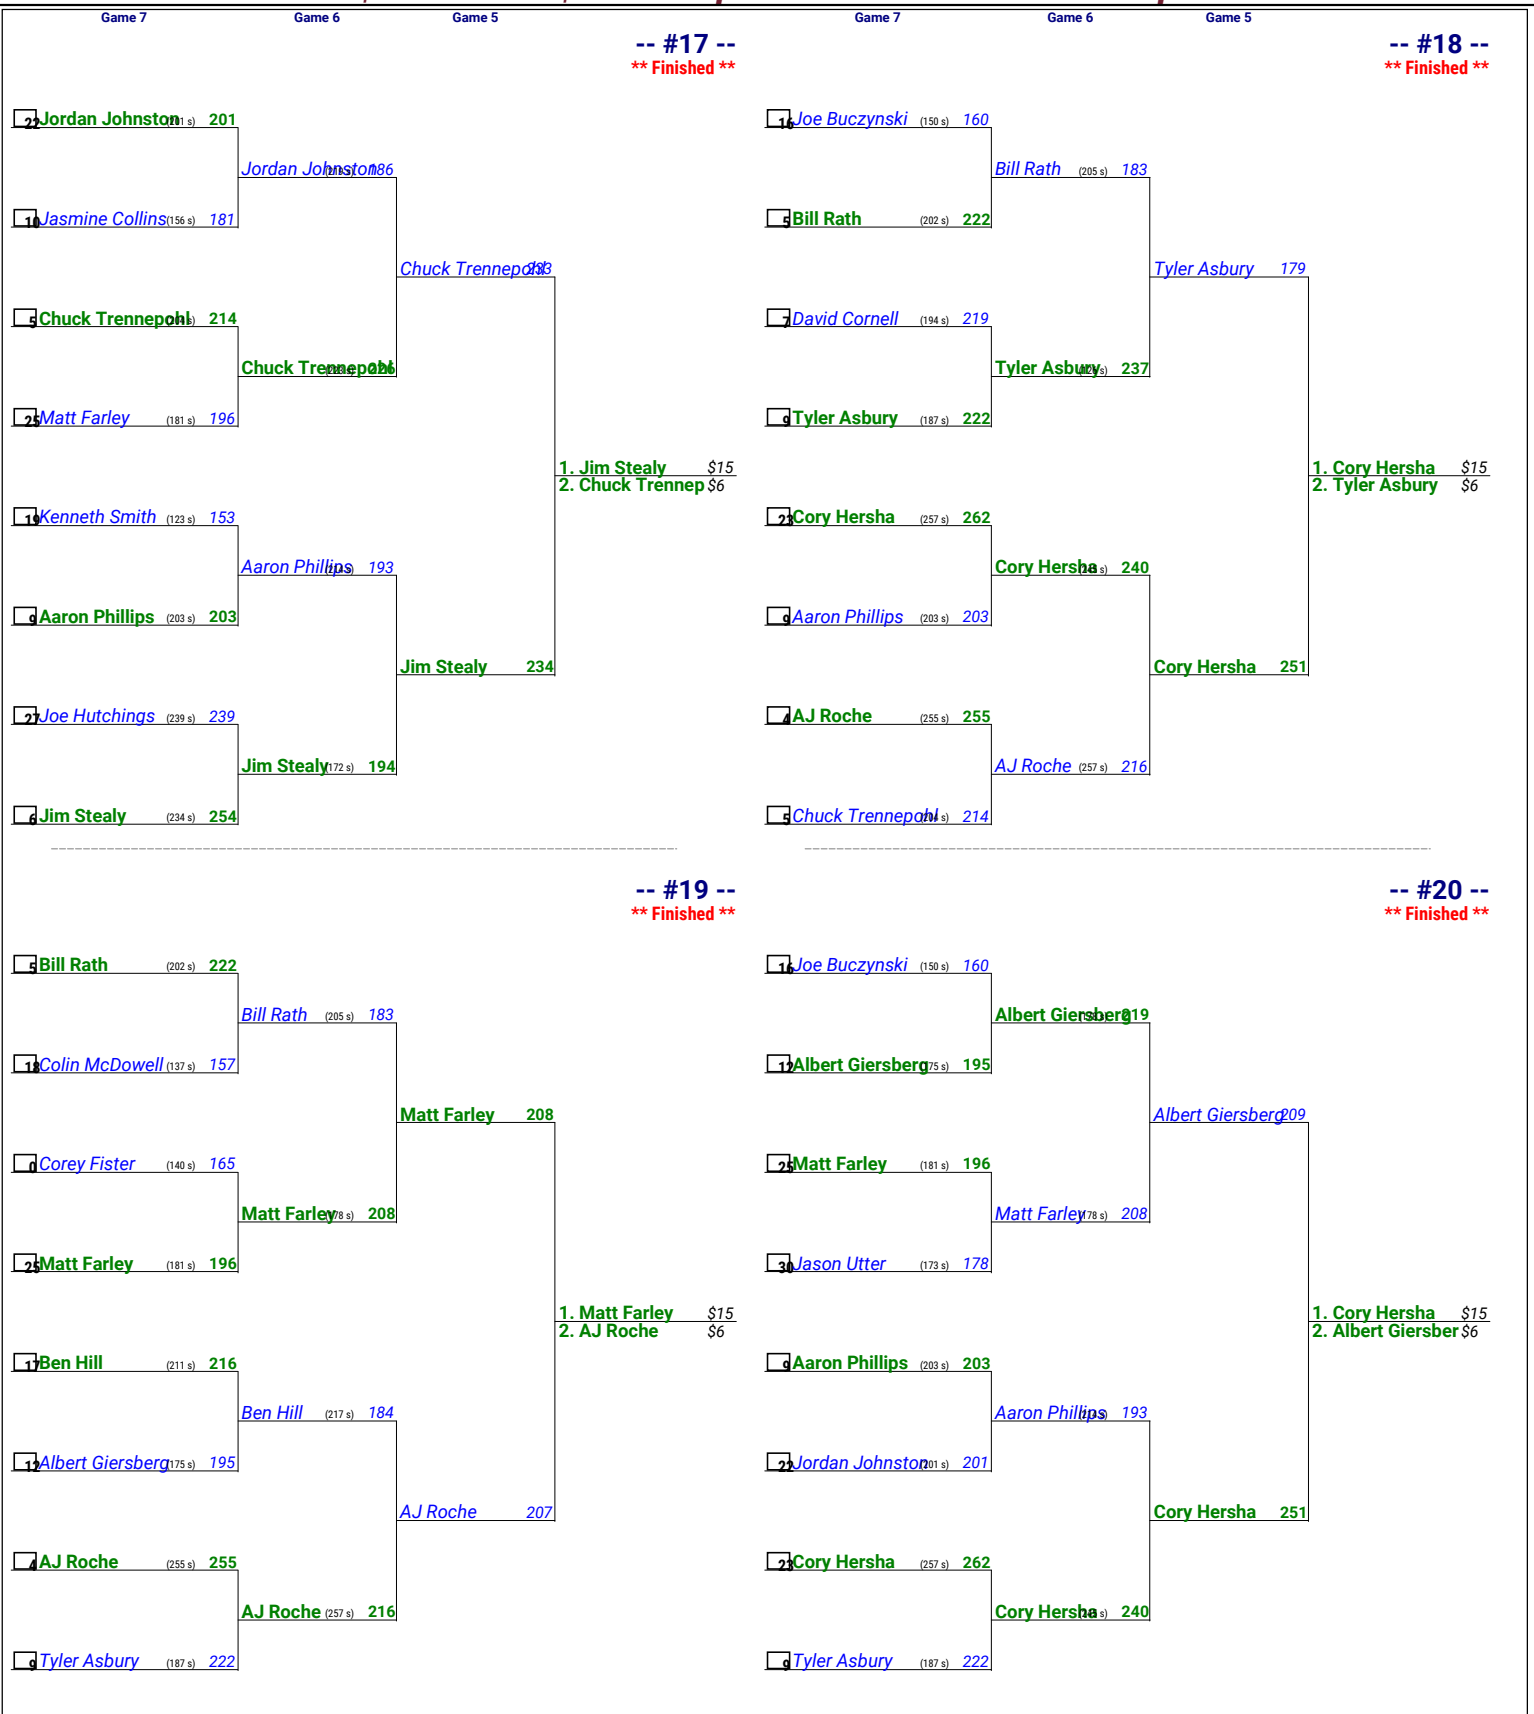 Game 7 Game 6 Game 5 Game 7 Game 6 Game 5
-- #17 -- -- #18 --
** Finished ** ** Finished **
22 Jordan Johnston (201 s) 201 16 Joe Buczynski (150 s) 160
Jordan Johnston 186 Bill Rath (205 s) 183
10 Jasmine Collins (156 s) 181 5 Bill Rath (202 s) 222
Chuck Trennepohl 233 Tyler Asbury 179
5 Chuck Trennepohl 214 7 David Cornell (194 s) 219
Chuck Trennepohl 226 Tyler Asbury 237
25 Matt Farley (181 s) 196 9 Tyler Asbury (187 s) 222
1. Jim Stealy $15 1. Cory Hersha $15
2. Chuck Trennep $6 2. Tyler Asbury $6
19 Kenneth Smith (123 s) 153 23 Cory Hersha (257 s) 262
Aaron Phillips 193 Cory Hersha 240
9 Aaron Phillips (203 s) 203 9 Aaron Phillips (203 s) 203
Jim Stealy 234 Cory Hersha 251
27 Joe Hutchings (239 s) 239 4 AJ Roche (255 s) 255
Jim Stealy (172 s) 194 AJ Roche (257 s) 216
6 Jim Stealy (234 s) 254 5 Chuck Trennepohl 214
-- #19 -- -- #20 --
** Finished ** ** Finished **
5 Bill Rath (202 s) 222 16 Joe Buczynski (150 s) 160
Bill Rath (205 s) 183 Albert Giersberg 219
18 Colin McDowell (137 s) 157 12 Albert Giersberg (175 s) 195
Matt Farley 208 Albert Giersberg 209
0 Corey Fister (140 s) 165 25 Matt Farley (181 s) 196
Matt Farley (178 s) 208 Matt Farley (178 s) 208
25 Matt Farley (181 s) 196 30 Jason Utter (173 s) 178
1. Matt Farley $15 1. Cory Hersha $15
2. AJ Roche $6 2. Albert Giersber $6
17 Ben Hill (211 s) 216 9 Aaron Phillips (203 s) 203
Ben Hill (217 s) 184 Aaron Phillips 193
12 Albert Giersberg (175 s) 195 22 Jordan Johnston (201 s) 201
AJ Roche 207 Cory Hersha 251
4 AJ Roche (255 s) 255 23 Cory Hersha (257 s) 262
AJ Roche (257 s) 216 Cory Hersha 240
9 Tyler Asbury (187 s) 222 9 Tyler Asbury (187 s) 222